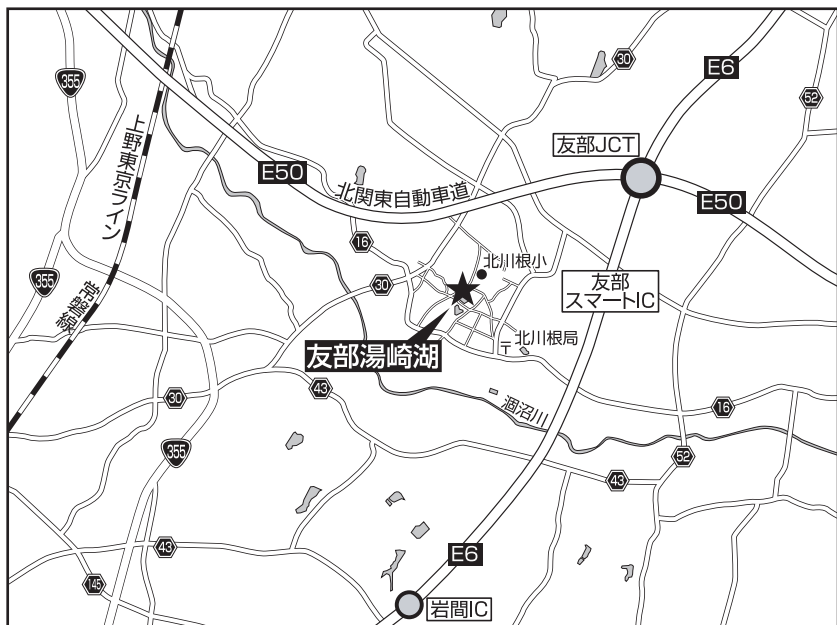 30
E6
355
52
上野東京ライン
友部JCT
E50
北関東自動車道
E50
16
北川根小
355
30
友部
スマートIC
常磐線
北川根局
友部湯崎湖
43
30
涸沼川
16
355
52
43
43
E6
145
岩間IC